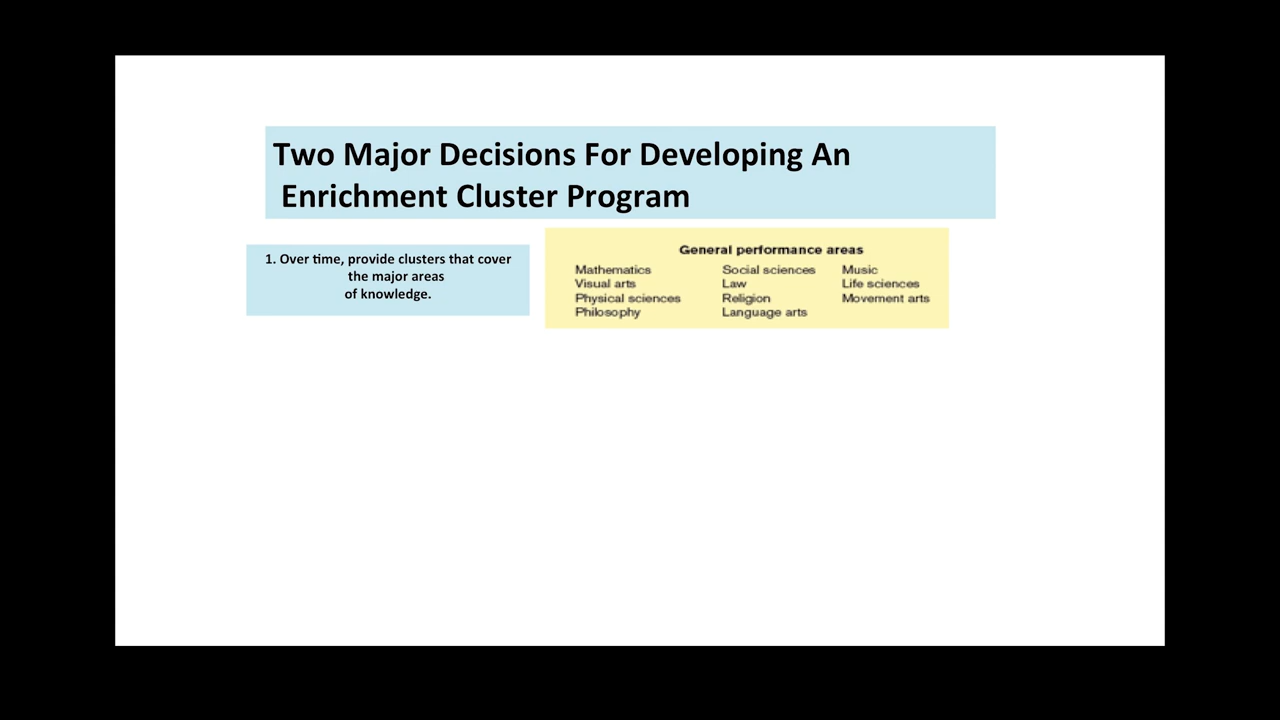 Two Major Decisions For Developing An
Enrichment Cluster Program
1. Over time, provide clusters that cover
the major areas
of knowledge.
General performance areas
Mathematics Social sciences Music
Visual arts Law Life sciences
Physical sciences Religion Movement arts
Philosophy Language arts